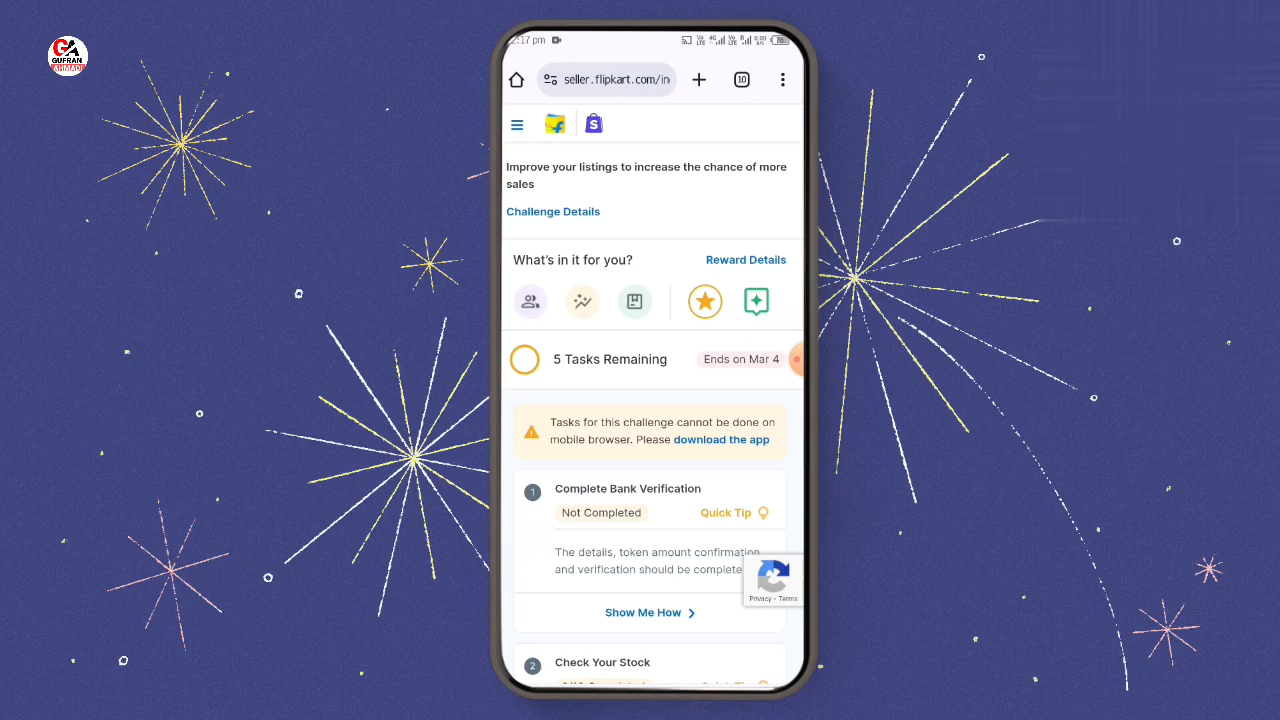 GA
GUFRAN
AHMADI
2:17 pm
seller.flipkart.com/in
10
S
Improve your listings to increase the chance of more
sales
Challenge Details
What's in it for you?
Reward Details
5 Tasks Remaining
Ends on Mar 4
Tasks for this challenge cannot be done on
mobile browser. Please download the app
1
Complete Bank Verification
Not Completed
Quick Tip
The details, token amount confirmation
and verification should be complete
Privacy - Terms
Show Me How
2
Check Your Stock